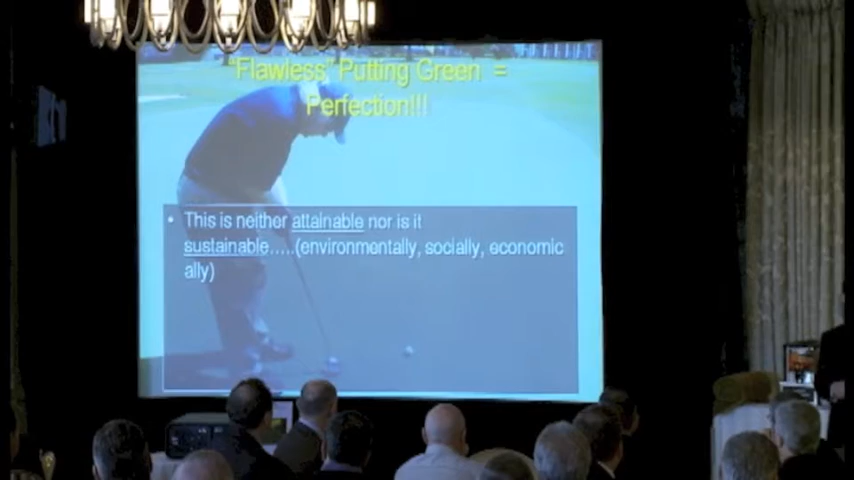 "Flawless" Putting Green =
Perfection!!!
• This is neither attainable nor is it
sustainable.....(environmentally, socially, economic
ally)